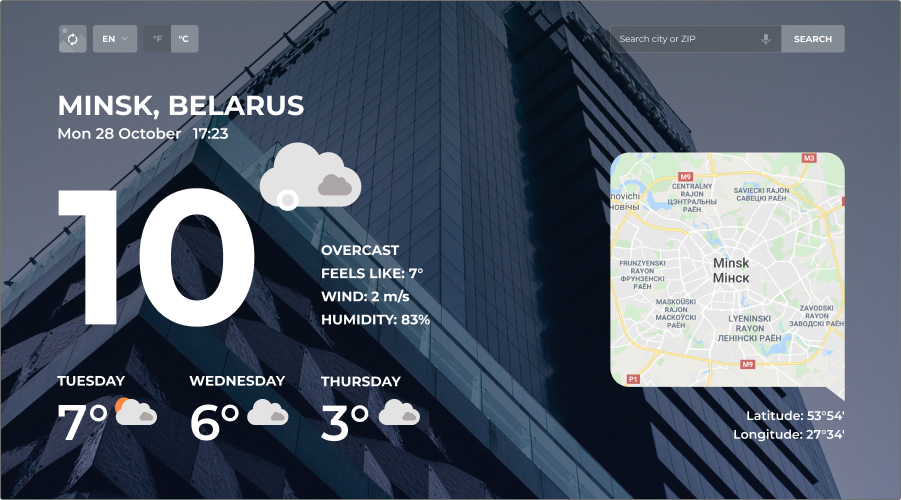 EN °F °C
Search city or ZIP SEARCH
MINSK, BELARUS
Mon 28 October 17:23
10°
OVERCAST
FEELS LIKE: 7°
WIND: 2 m/s
HUMIDITY: 83%
TUESDAY
7°
WEDNESDAY
6°
THURSDAY
3°
M3
M9
CENTRALNY
RAJON
ЦЭНТРАЛЬНЫ
РАЁН
SAVIECKI RAJON
САВЕЦКІ РАЁН
novichi
новічы
FRUNZYENSKI
RAYON
ФРУНЗЕНСКІ
РАЁН
Minsk
Мінск
MASKOŬSKI
RAJON
МАСКОЎСКІ
РАЁН
LYENINSKI
RAYON
ЛЕНІНСКІ РАЁН
ZAVODSKI
RAYON
ЗАВОДСКІ РАЁН
M9
P1
Latitude: 53°54'
Longitude: 27°34'